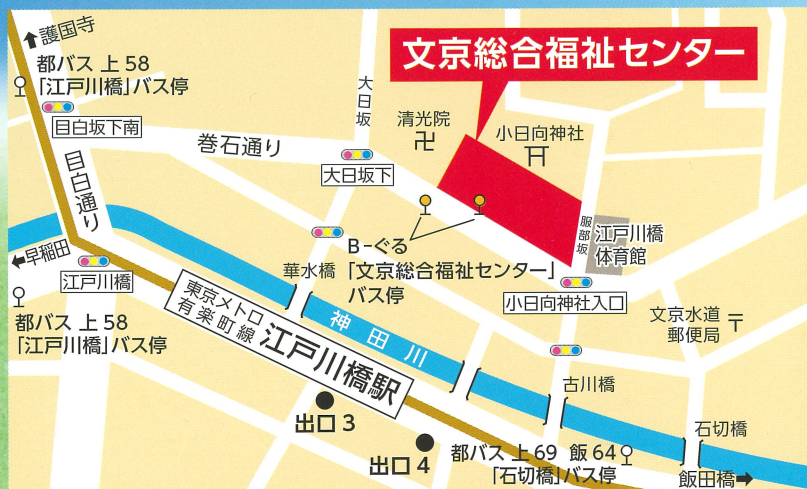 護国寺
都バス 上58
「江戸川橋」バス停
目白坂下南
目白通り
巻石通り
大日坂
大日坂下
清光院
文京総合福祉センター
小日向神社
服部坂
江戸川橋
体育館
B-ぐる
「文京総合福祉センター」
バス停
小日向神社入口
早稲田
江戸川橋
都バス 上58
「江戸川橋」バス停
華水橋
東京メトロ
有楽町線
江戸川橋駅
神田川
文京水道
郵便局
古川橋
石切橋
出口3
出口4
都バス 上69 飯64
「石切橋」バス停
飯田橋